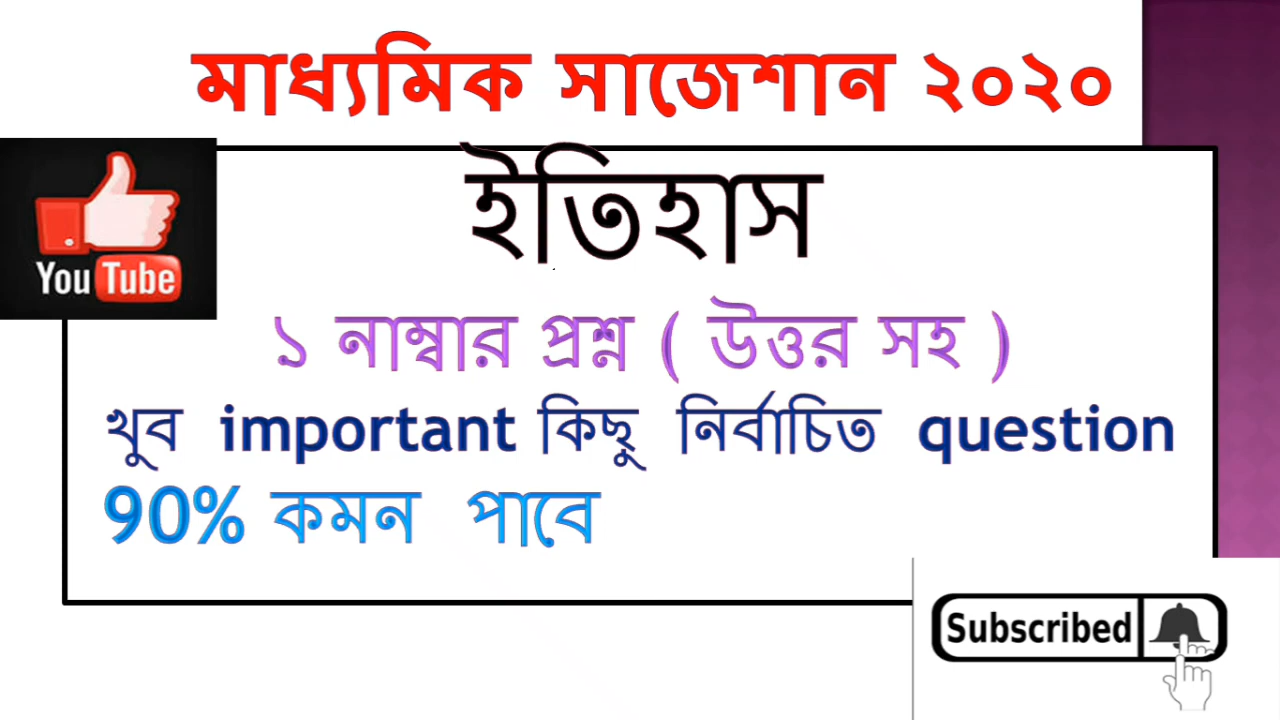 মাধ্যমিক সাজেশান ২০২০
ইতিহাস
You Tube
১ নাম্বার প্রশ্ন ( উত্তর সহ )
খুব important কিছু নির্বাচিত question
90% কমন পাবে
Subscribed